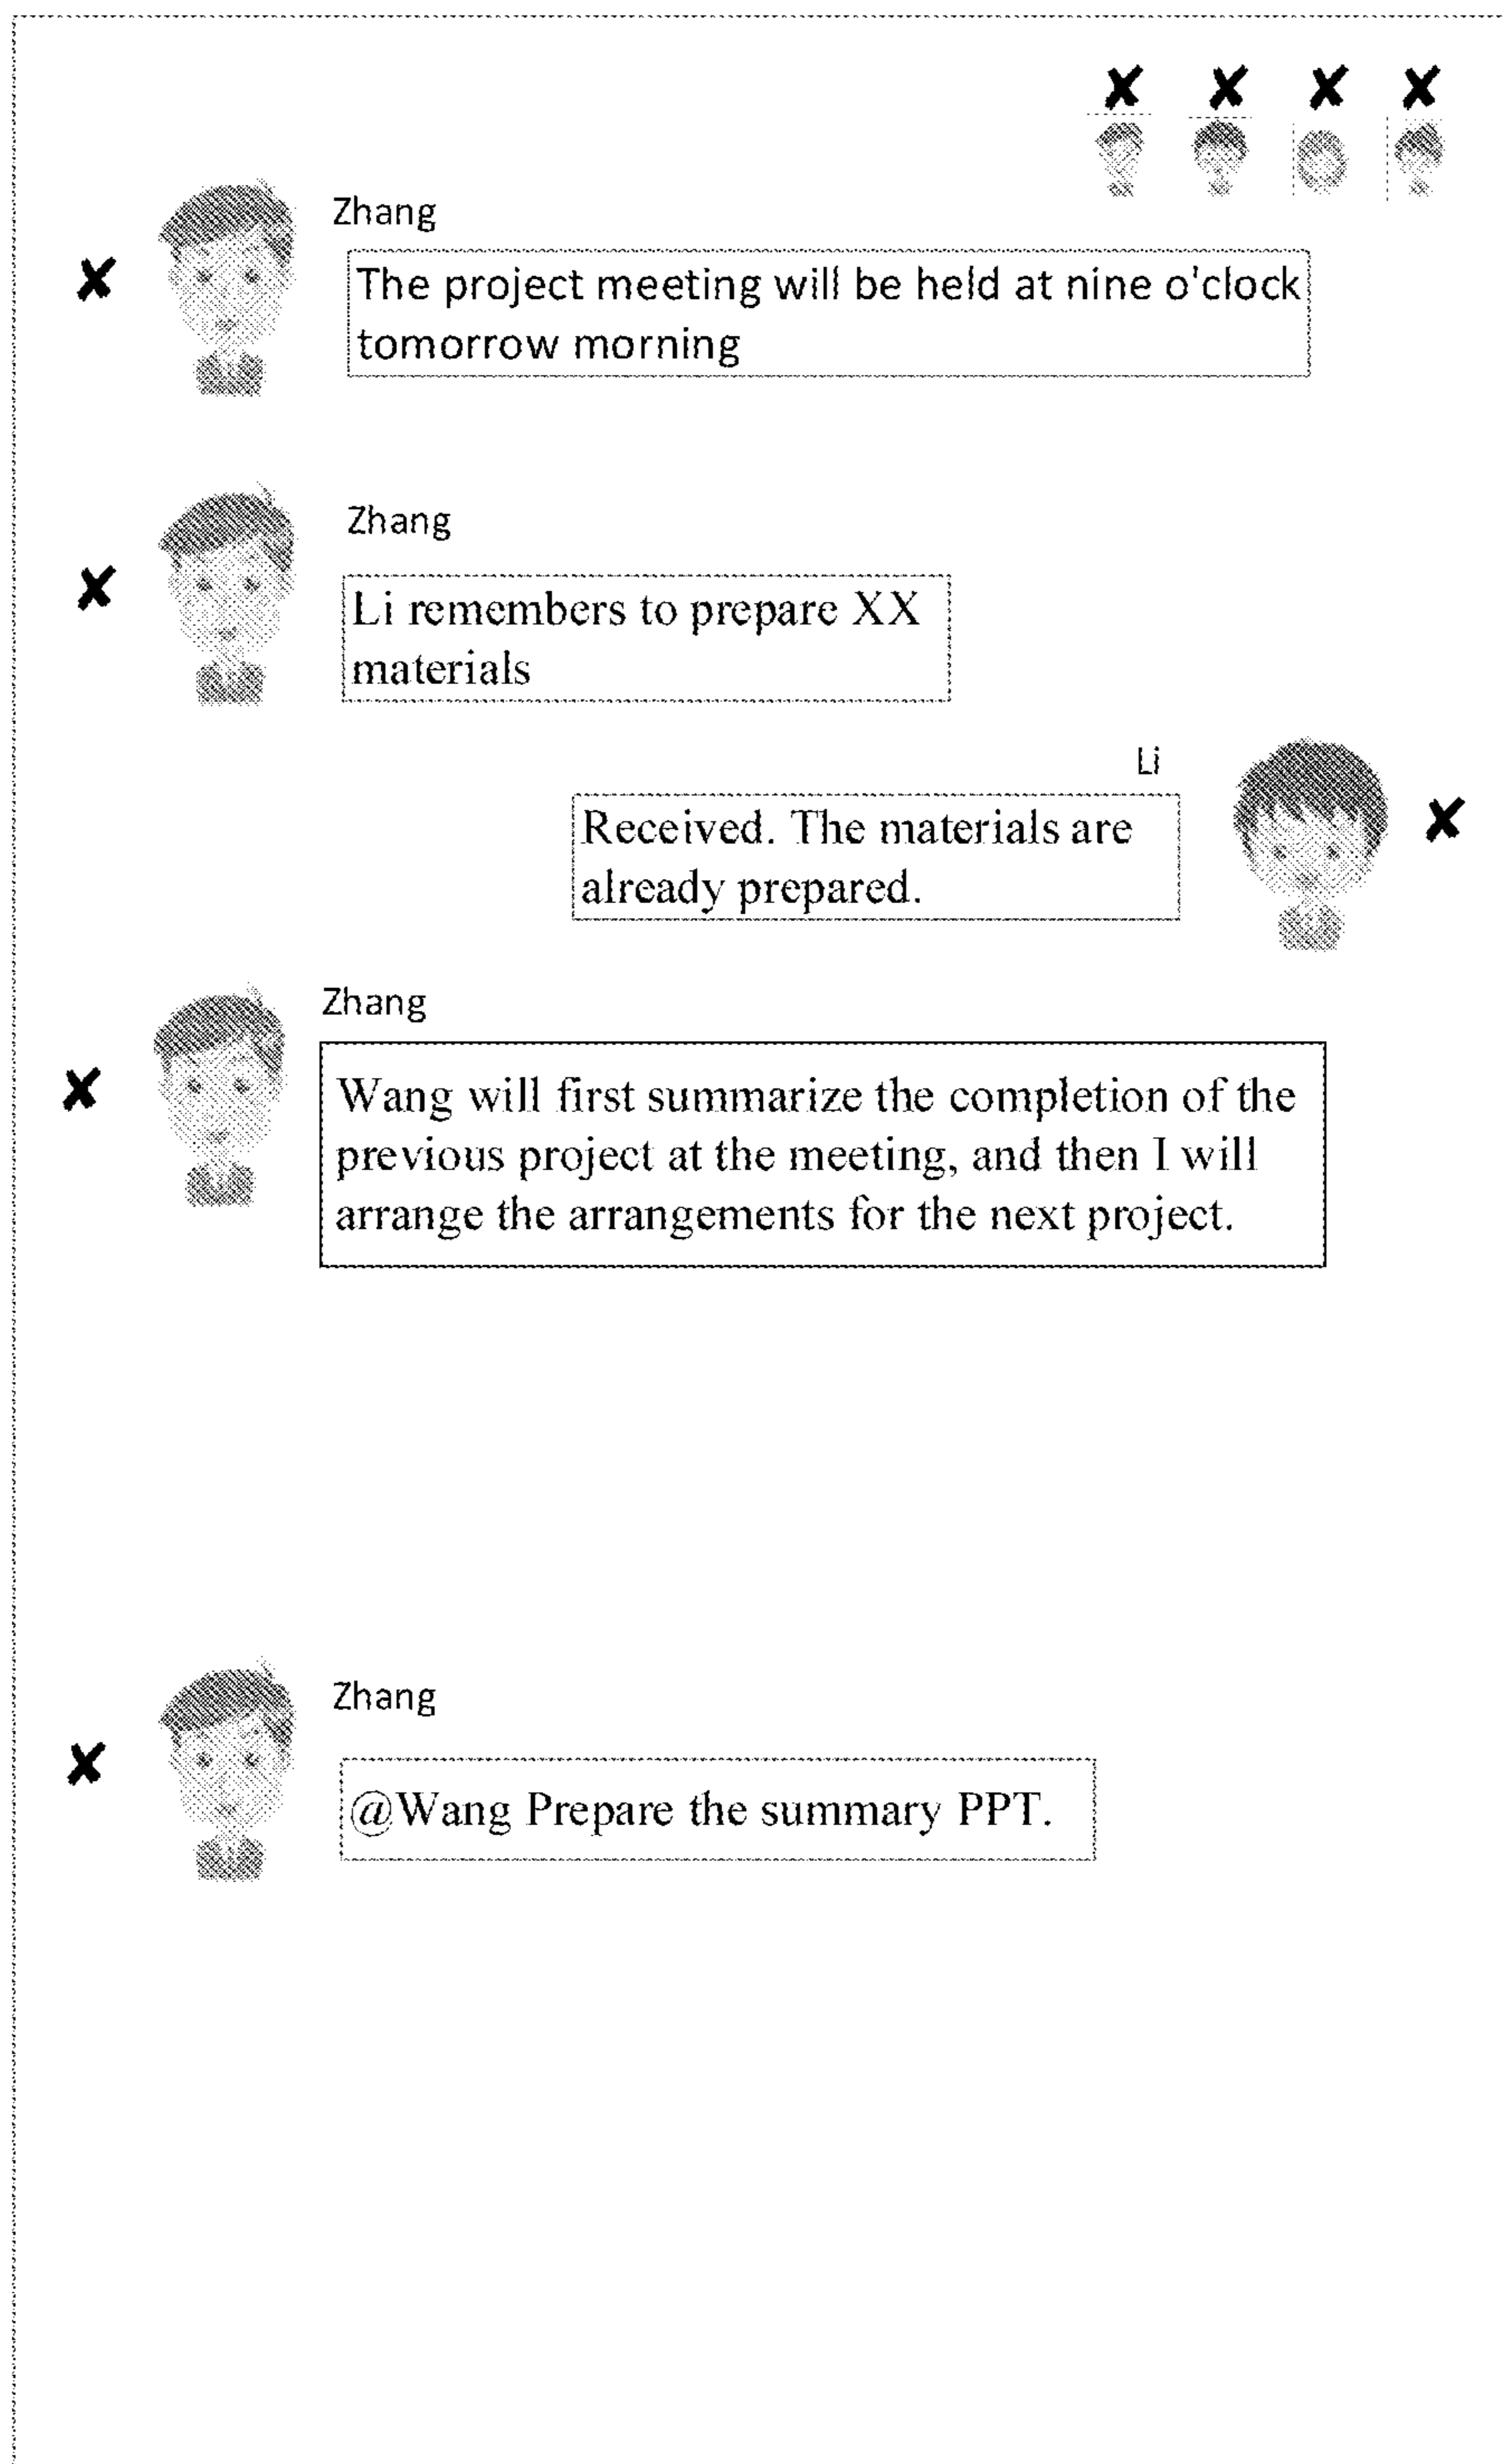 Zhang
The project meeting will be held at nine o'clock
tomorrow morning
Zhang
Li remembers to prepare XX
materials
Li
Received. The materials are
already prepared.
Zhang
Wang will first summarize the completion of the
previous project at the meeting, and then I will
arrange the arrangements for the next project.
Zhang
@Wang Prepare the summary PPT.